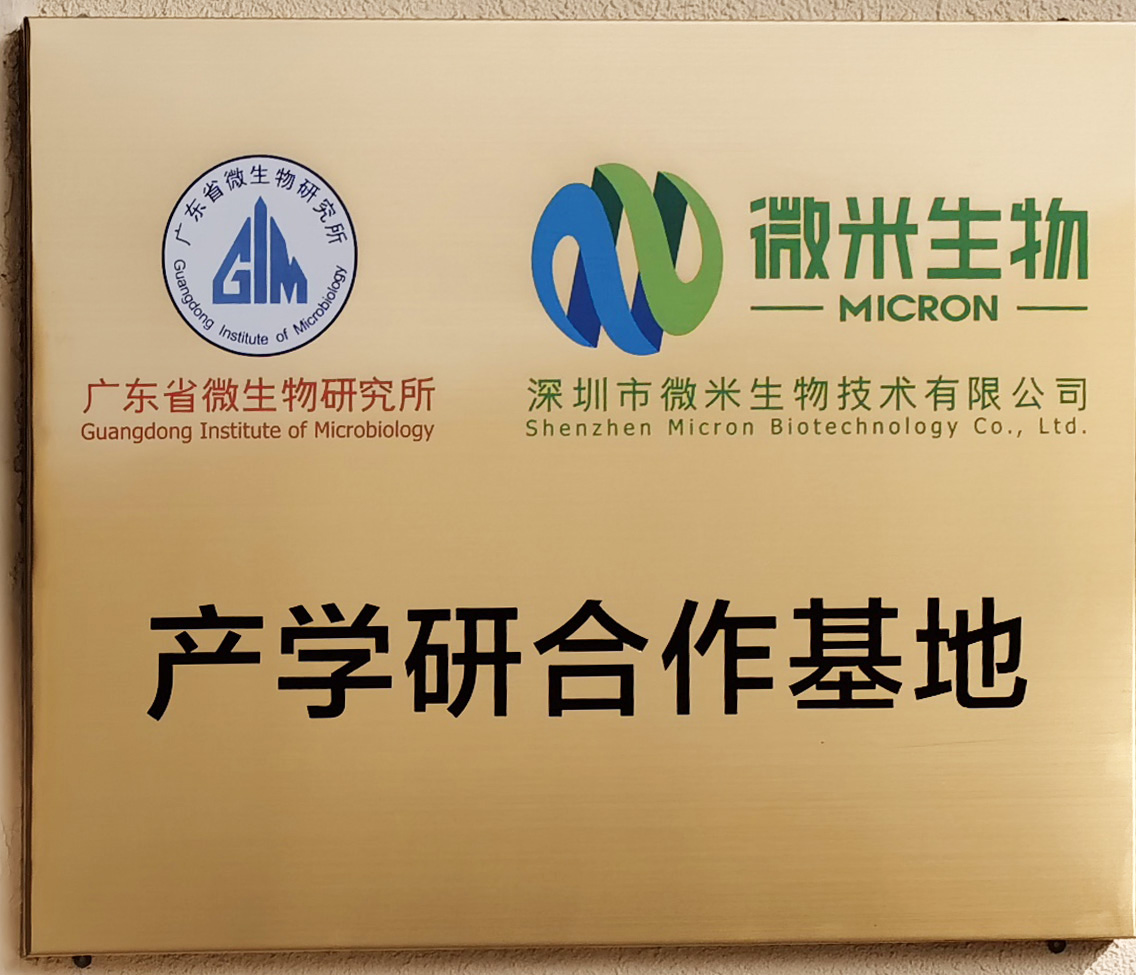 广东省微生物研究所
GIM
Guangdong Institute of Microbiology
微米生物
MICRON
广东省微生物研究所
Guangdong Institute of Microbiology
深圳市微米生物技术有限公司
Shenzhen Micron Biotechnology Co., Ltd.
产学研合作基地